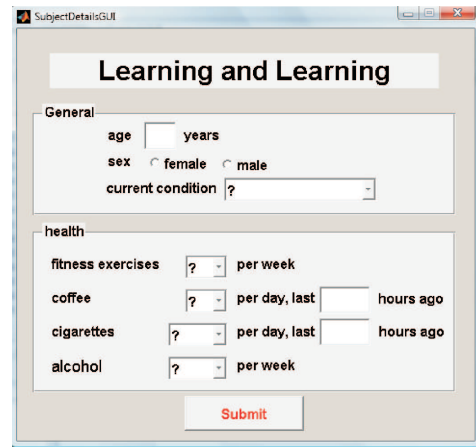 SubjectDetailsGUI
Learning and Learning
General
age years
sex female male
current condition ?
health
fitness exercises ? per week
coffee ? per day, last hours ago
cigarettes ? per day, last hours ago
alcohol ? per week
Submit